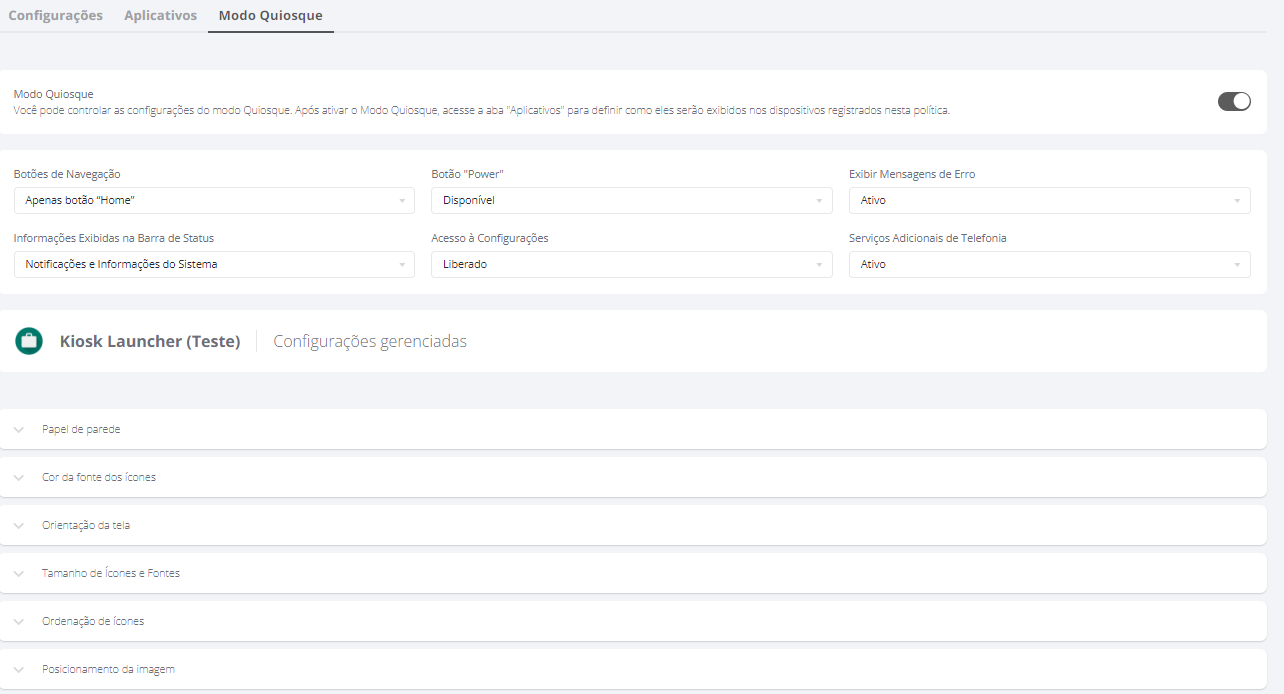 Configurações Aplicativos Modo Quiosque
Modo Quiosque
Você pode controlar as configurações do modo Quiosque. Após ativar o Modo Quiosque, acesse a aba "Aplicativos" para definir como eles serão exibidos nos dispositivos registrados nesta política.
Botões de Navegação Botão "Power" Exibir Mensagens de Erro
Apenas botão “Home” Disponível Ativo
Informações Exibidas na Barra de Status Acesso à Configurações Serviços Adicionais de Telefonia
Notificações e Informações do Sistema Liberado Ativo
Kiosk Launcher (Teste) Configurações gerenciadas
Papel de parede
Cor da fonte dos ícones
Orientação da tela
Tamanho de Ícones e Fontes
Ordenação de ícones
Posicionamento da imagem